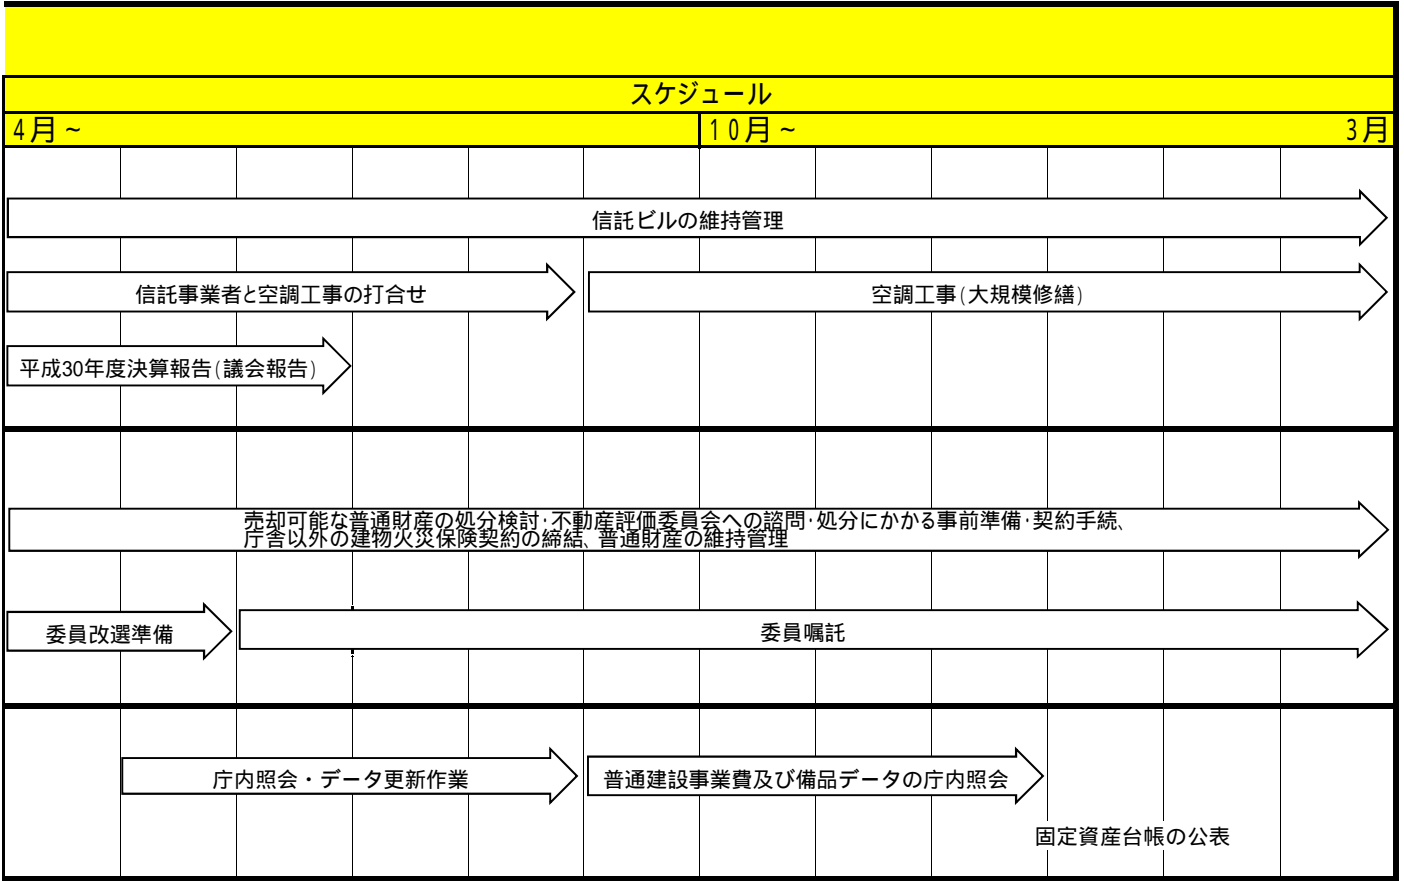 スケジュール
4月~
10月~
3月
信託ビルの維持管理
信託事業者と空調工事の打合せ
空調工事(大規模修繕)
平成30年度決算報告(議会報告)
売却可能な普通財産の処分検討・不動産評価委員会への諮問・処分にかかる事前準備・契約手続、
庁舎以外の建物火災保険契約の締結、普通財産の維持管理
委員改選準備
委員嘱託
庁内照会・データ更新作業
普通建設事業費及び備品データの庁内照会
固定資産台帳の公表